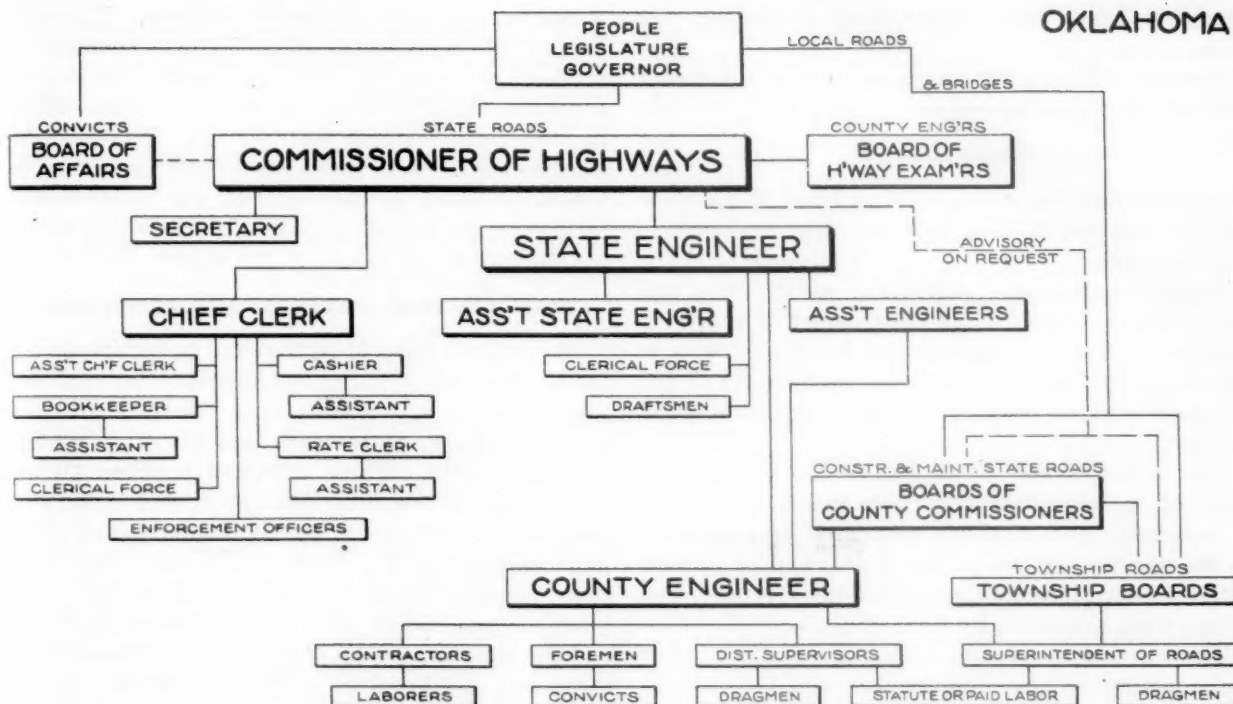 OKLAHOMA
PEOPLE
LEGISLATURE
GOVERNOR
LOCAL ROADS
& BRIDGES
CONVICTS
BOARD OF
AFFAIRS
STATE ROADS
COMMISSIONER OF HIGHWAYS
COUNTY ENG'RS
BOARD OF
H'WAY EXAM'RS
SECRETARY
STATE ENGINEER
ADVISORY
ON REQUEST
CHIEF CLERK
ASS'T STATE ENG'R
ASS'T ENGINEERS
ASS'T CH'F CLERK
CASHIER
CLERICAL FORCE
BOOKKEEPER
ASSISTANT
DRAFTSMEN
ASSISTANT
RATE CLERK
CONSTR. & MAINT. STATE ROADS
CLERICAL FORCE
ASSISTANT
BOARDS OF
COUNTY COMMISSIONERS
ENFORCEMENT OFFICERS
TOWNSHIP ROADS
COUNTY ENGINEER
TOWNSHIP BOARDS
CONTRACTORS
FOREMEN
DIST. SUPERVISORS
SUPERINTENDENT OF ROADS
LABORERS
CONVICTS
DRAGMEN
STATUTE OR PAID LABOR
DRAGMEN